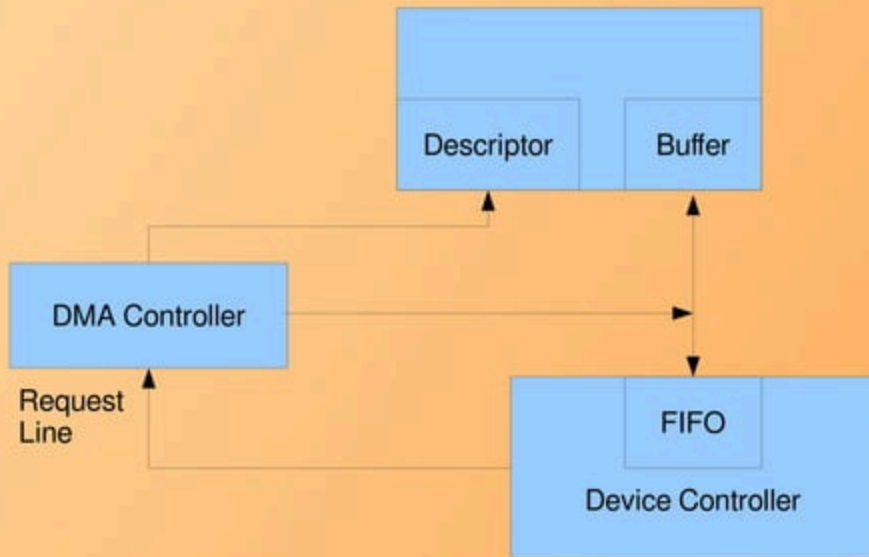 Descriptor
Buffer
DMA Controller
Request
Line
FIFO
Device Controller